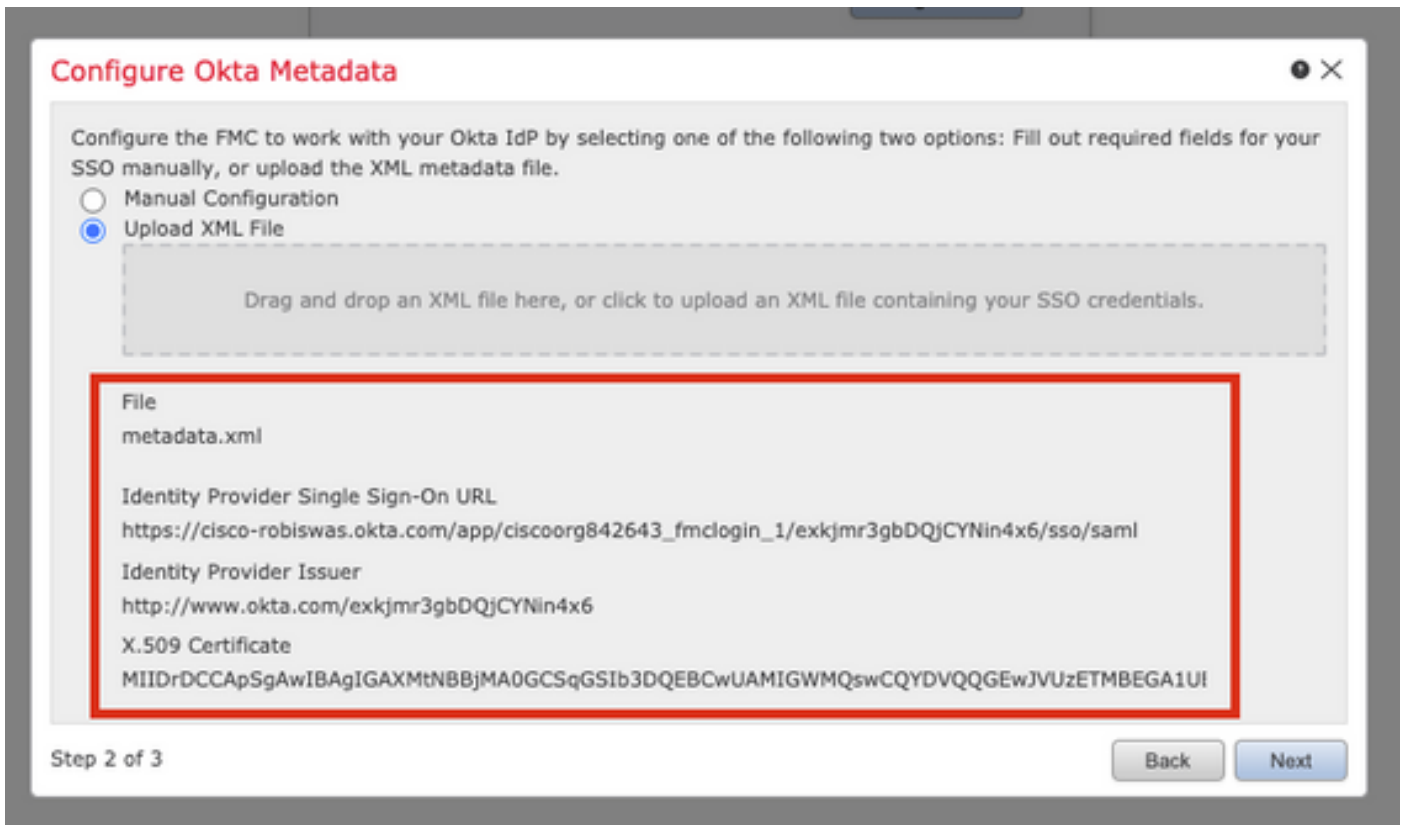 Configure Okta Metadata
Configure the FMC to work with your Okta IdP by selecting one of the following two options: Fill out required fields for your
SSO manually, or upload the XML metadata file.
Manual Configuration
Upload XML File
Drag and drop an XML file here, or click to upload an XML file containing your SSO credentials.
File
metadata.xml
Identity Provider Single Sign-On URL
https://cisco-robiswas.okta.com/app/ciscoorg842643_fmclogin_1/exkjmr3gbDQjCYNin4x6/sso/saml
Identity Provider Issuer
http://www.okta.com/exkjmr3gbDQjCYNin4x6
X.509 Certificate
MIIDrDCCApSgAwIBAgIGAXMtNBBjMA0GCSqGSIb3DQEBCwUAMIGWMQswCQYDVQQGEwJVUzETMBEGA1UE
Step 2 of 3
Back
Next